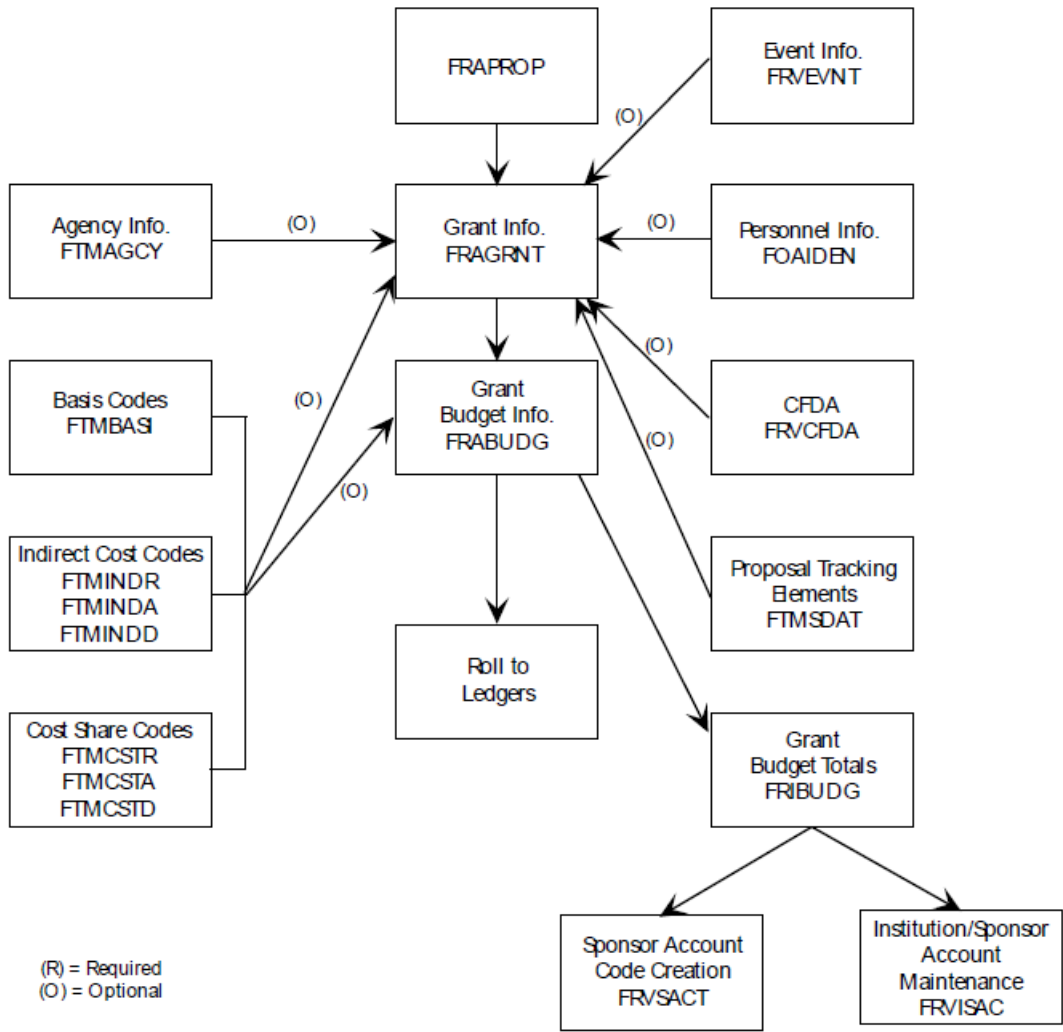 FRAPROP
Event Info.
FRVEVNT
(O)
Agency Info.
FTMAGCY
(O)
Grant Info.
FRAGRNT
(O)
Personnel Info.
FOAIDEN
Basis Codes
FTMBASI
(O)
Grant
Budget Info.
FRABUDG
(O)
CFDA
FRVCFDA
(O)
(O)
Indirect Cost Codes
FTMINDR
FTMINDA
FTMINDD
Proposal Tracking
Elements
FTMSDAT
Roll to
Ledgers
Cost Share Codes
FTMCSTR
FTMCSTA
FTMCSTD
Grant
Budget Totals
FRIBUDG
Sponsor Account
Code Creation
FRVSACT
Institution/Sponsor
Account
Maintenance
FRVISAC
(R) = Required
(O) = Optional